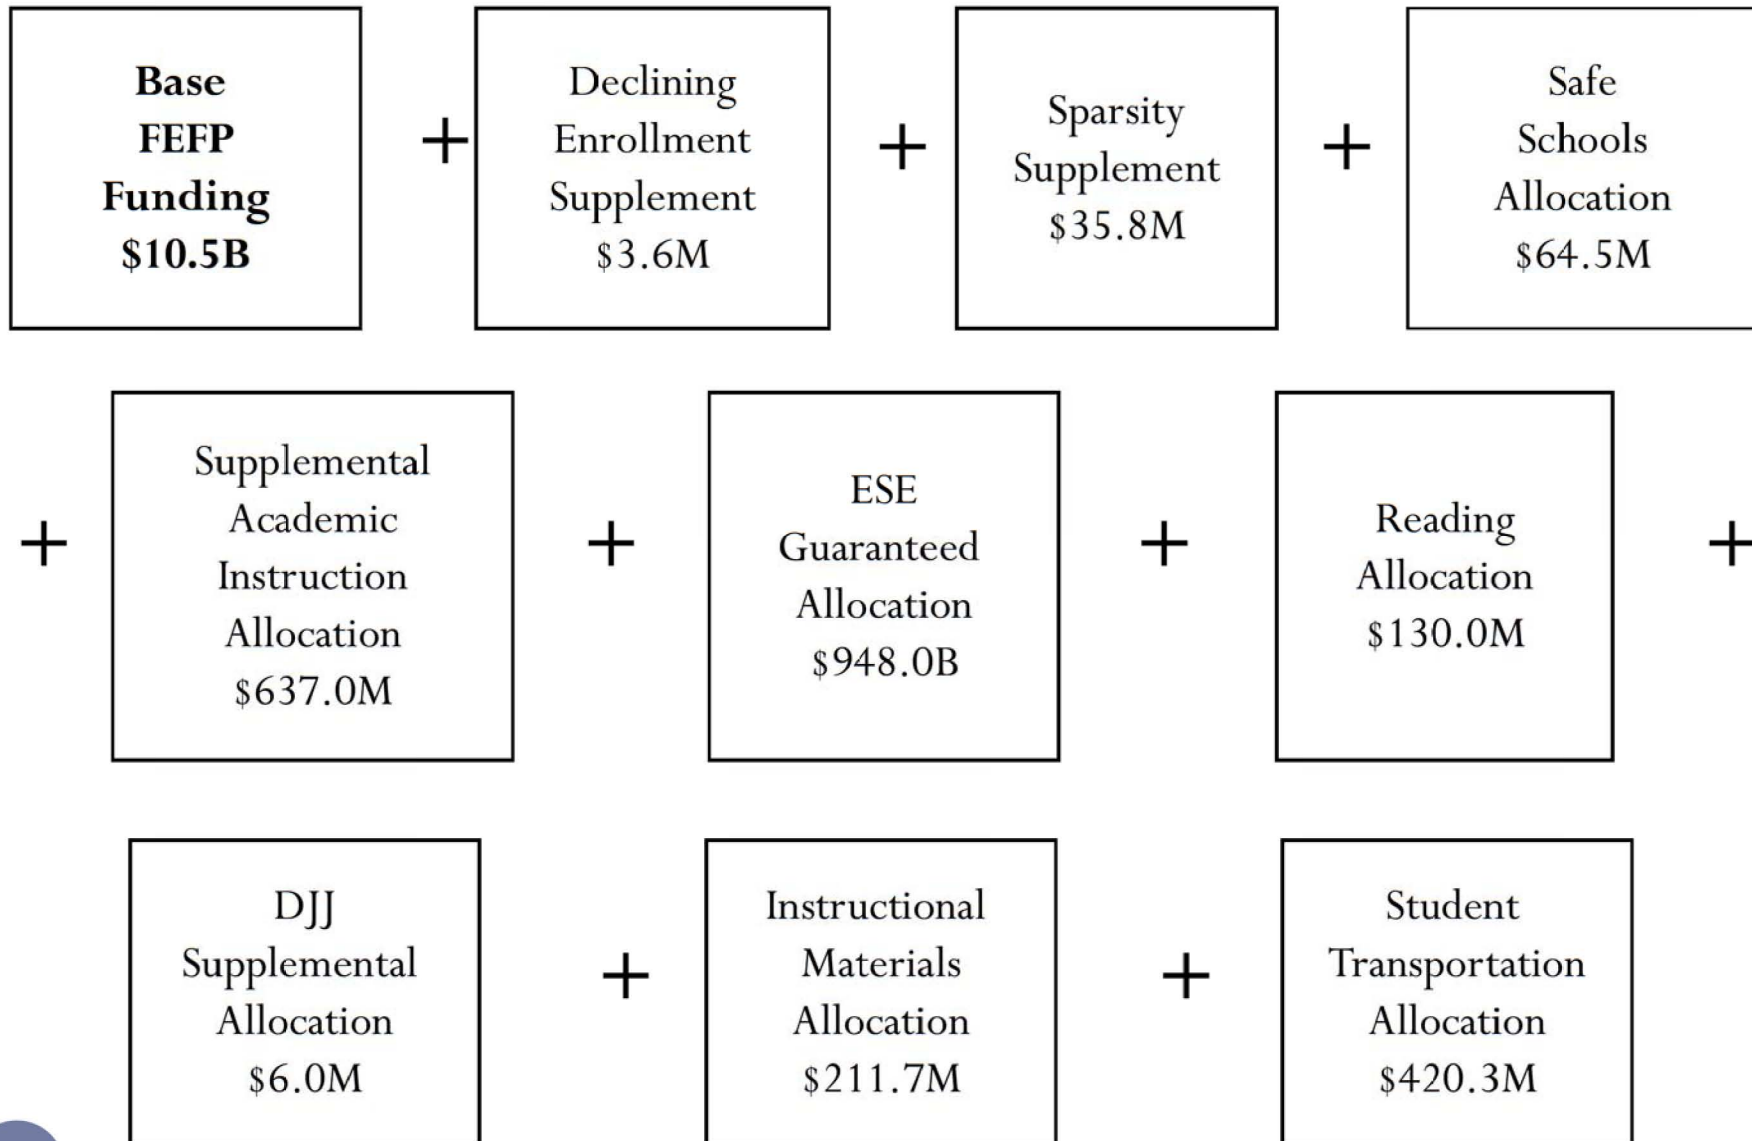 Base
FEFP
Funding
$10.5B
+
Declining
Enrollment
Supplement
$3.6M
+
Sparsity
Supplement
$35.8M
+
Safe
Schools
Allocation
$64.5M
+
Supplemental
Academic
Instruction
Allocation
$637.0M
+
ESE
Guaranteed
Allocation
$948.0B
+
Reading
Allocation
$130.0M
+
DJJ
Supplemental
Allocation
$6.0M
+
Instructional
Materials
Allocation
$211.7M
+
Student
Transportation
Allocation
$420.3M